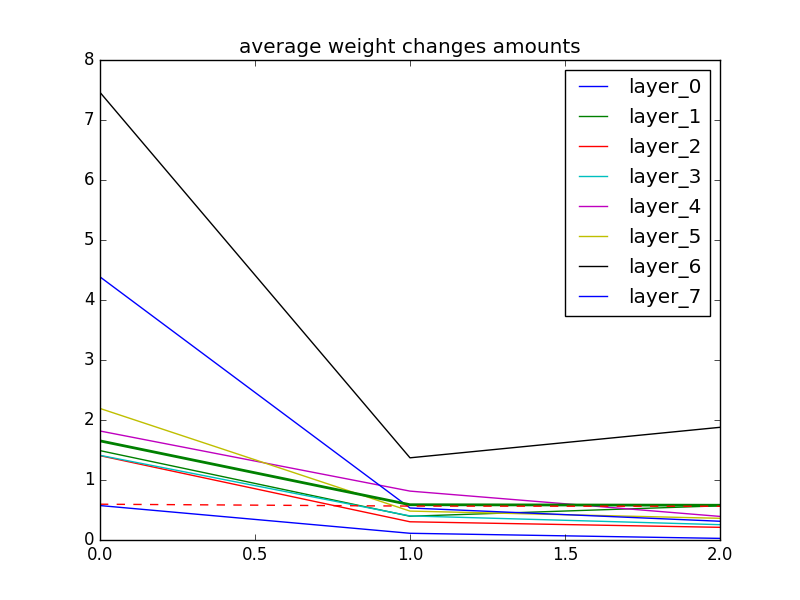 average weight changes amounts
8
7
6
5
4
3
2
1
0
0.0
0.5
1.0
1.5
2.0
layer_0
layer_1
layer_2
layer_3
layer_4
layer_5
layer_6
layer_7